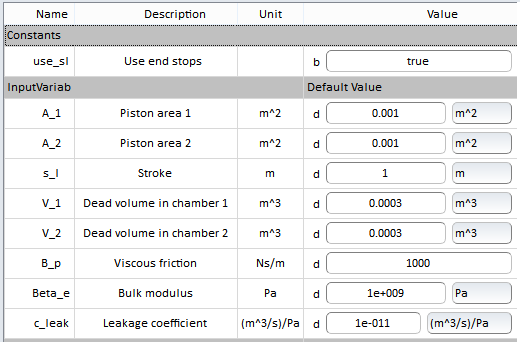 Name Description Unit Value
Constants
use_sl Use end stops b true
InputVariab Default Value
A_1 Piston area 1 m^2 d 0.001 m^2
A_2 Piston area 2 m^2 d 0.001 m^2
s_l Stroke m d 1 m
V_1 Dead volume in chamber 1 m^3 d 0.0003 m^3
V_2 Dead volume in chamber 2 m^3 d 0.0003 m^3
B_p Viscous friction Ns/m d 1000
Beta_e Bulk modulus Pa d 1e+009 Pa
c_leak Leakage coefficient (m^3/s)/Pa d 1e-011 (m^3/s)/Pa